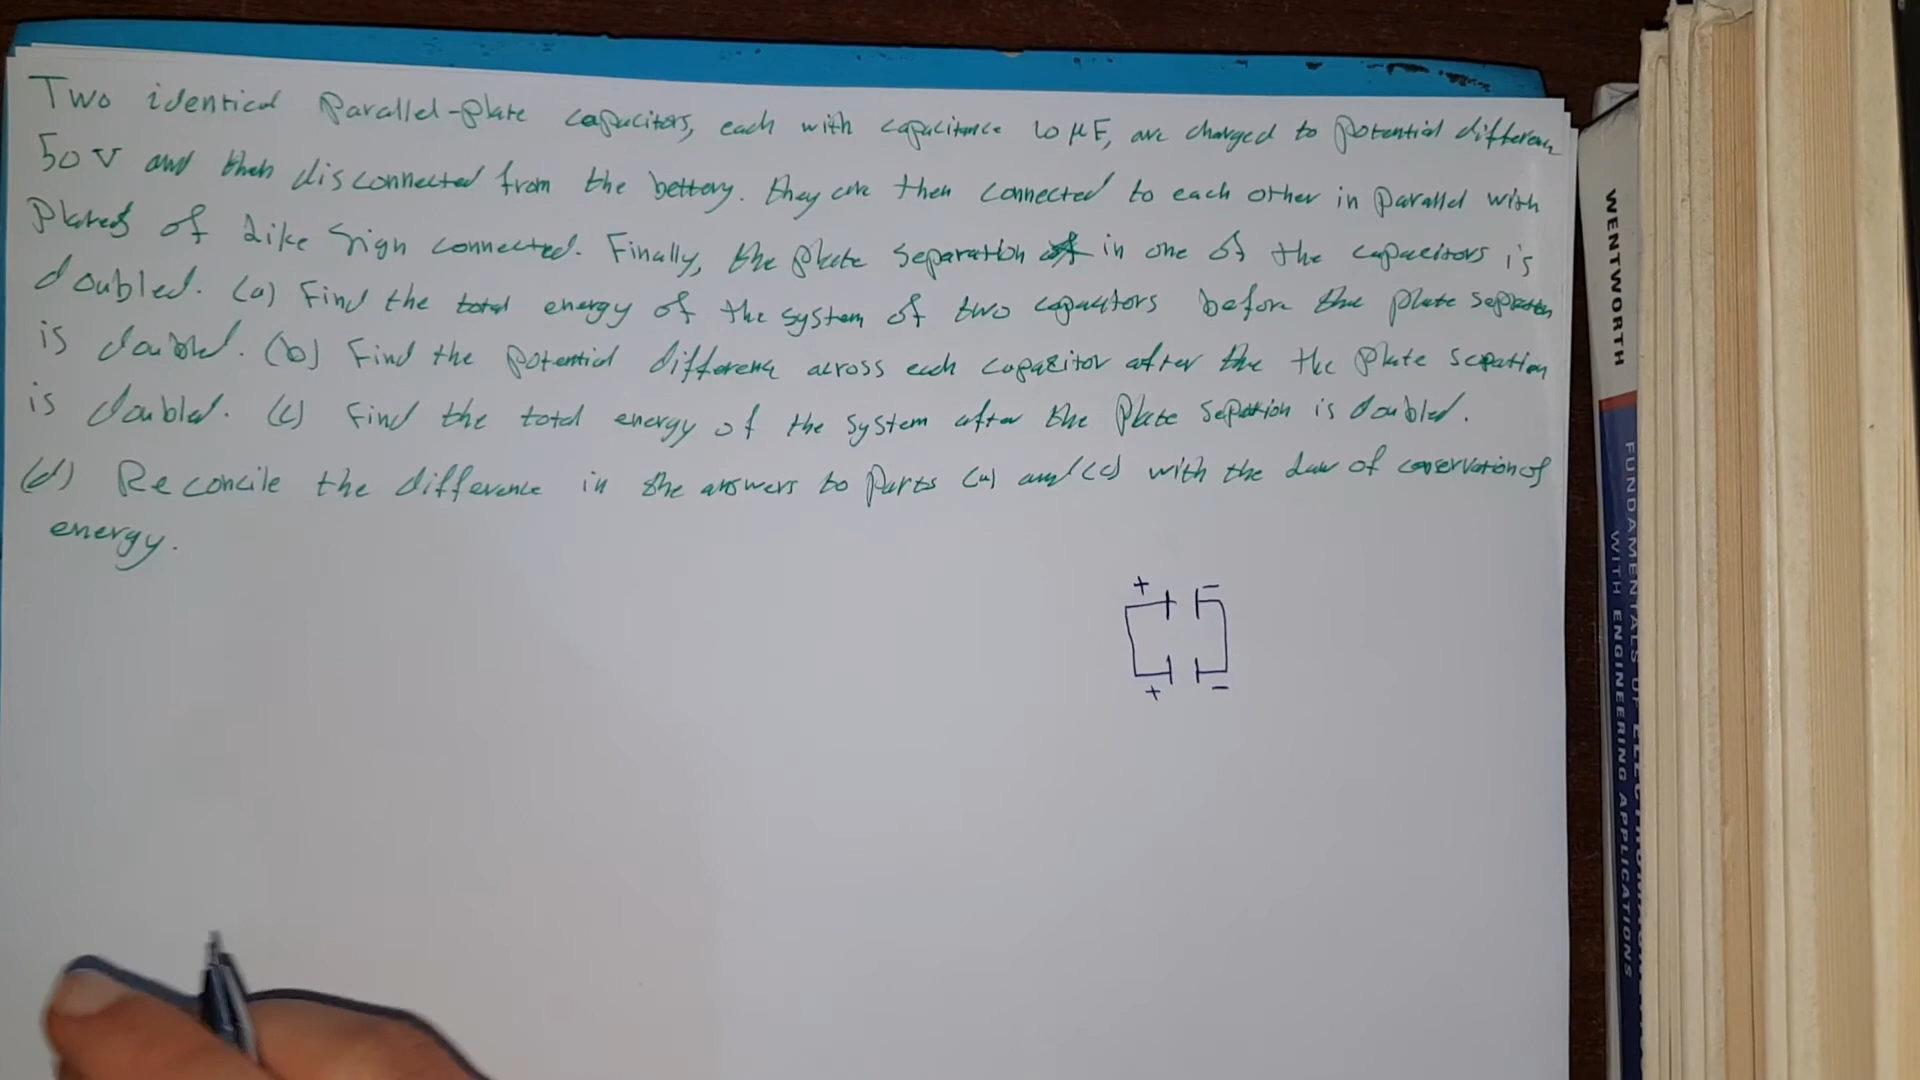 Two identical Parallel-plate capacitors, each with capacitance 10 μF, are charged to potential difference
50 V and then disconnected from the battery. they are then connected to each other in parallel with
Plates of Like Sign connected. Finally, the plate separation in one of the capacitors is
doubled. (a) Find the total energy of the system of two capacitors before the plate separation
is doubled. (b) Find the potential difference across each capacitor after the the plate separation
is doubled. (c) Find the total energy of the system after the plate separation is doubled.
(d) Reconcile the difference in the answers to parts (a) and (c) with the Law of conservation of
energy.
+ −
+ −
WENTWORTH
FUNDAMENTALS OF
WITH ENGINEERING APPLICATIONS